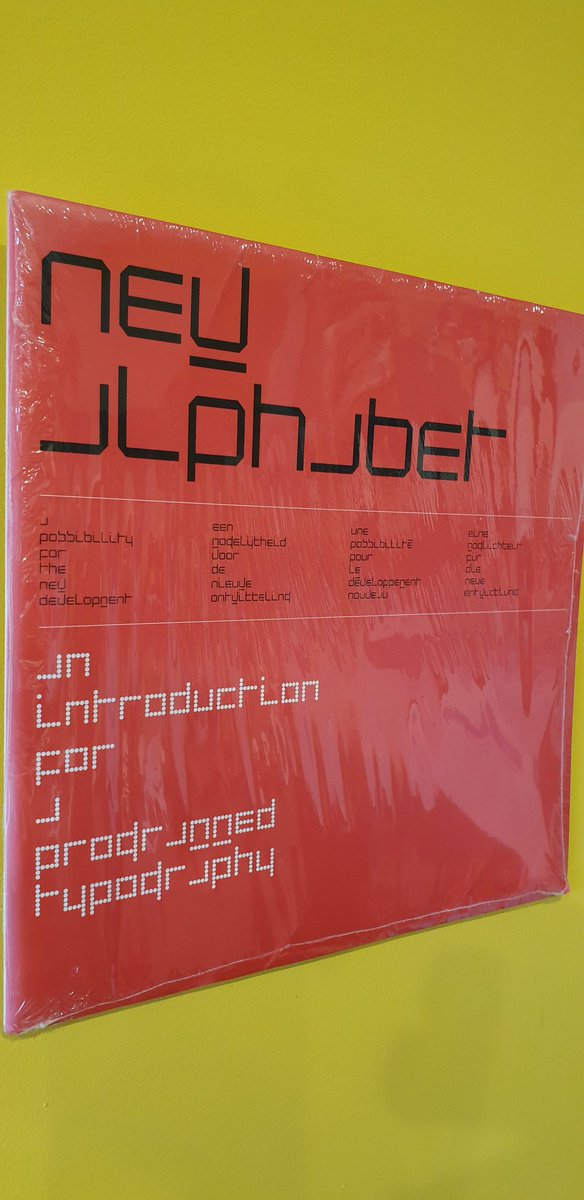 new
alphabet
a
possibility
for
the
new
development
een
mogelijkheid
voor
de
nieuwe
ontwikkeling
une
possibilité
pour
le
développement
nouveau
eine
möglichkeit
für
die
neue
entwicklung
an
introduction
for
a
programmed
typography